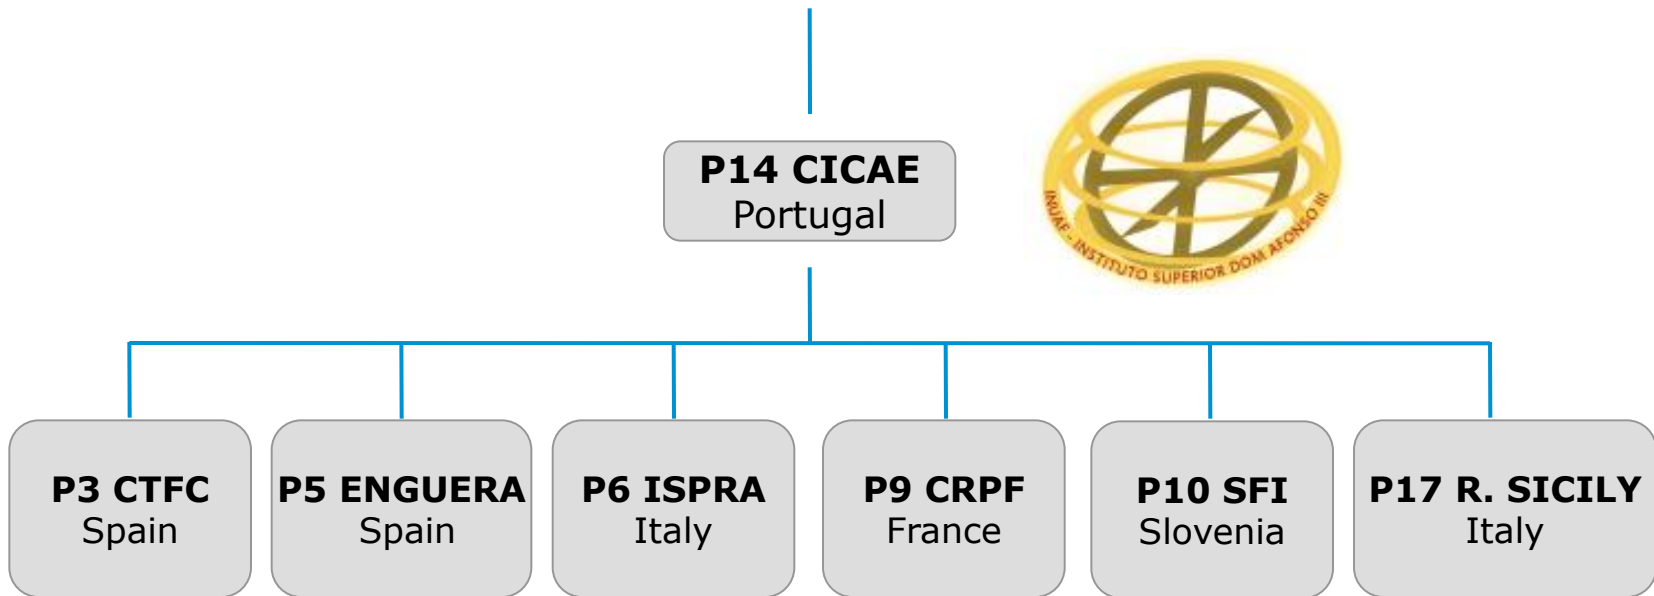 P14 CICAE
Portugal
INUAF - INSTITUTO SUPERIOR DOM AFONSO III
P3 CTFC
Spain
P5 ENGUERA
Spain
P6 ISPRA
Italy
P9 CRPF
France
P10 SFI
Slovenia
P17 R. SICILY
Italy